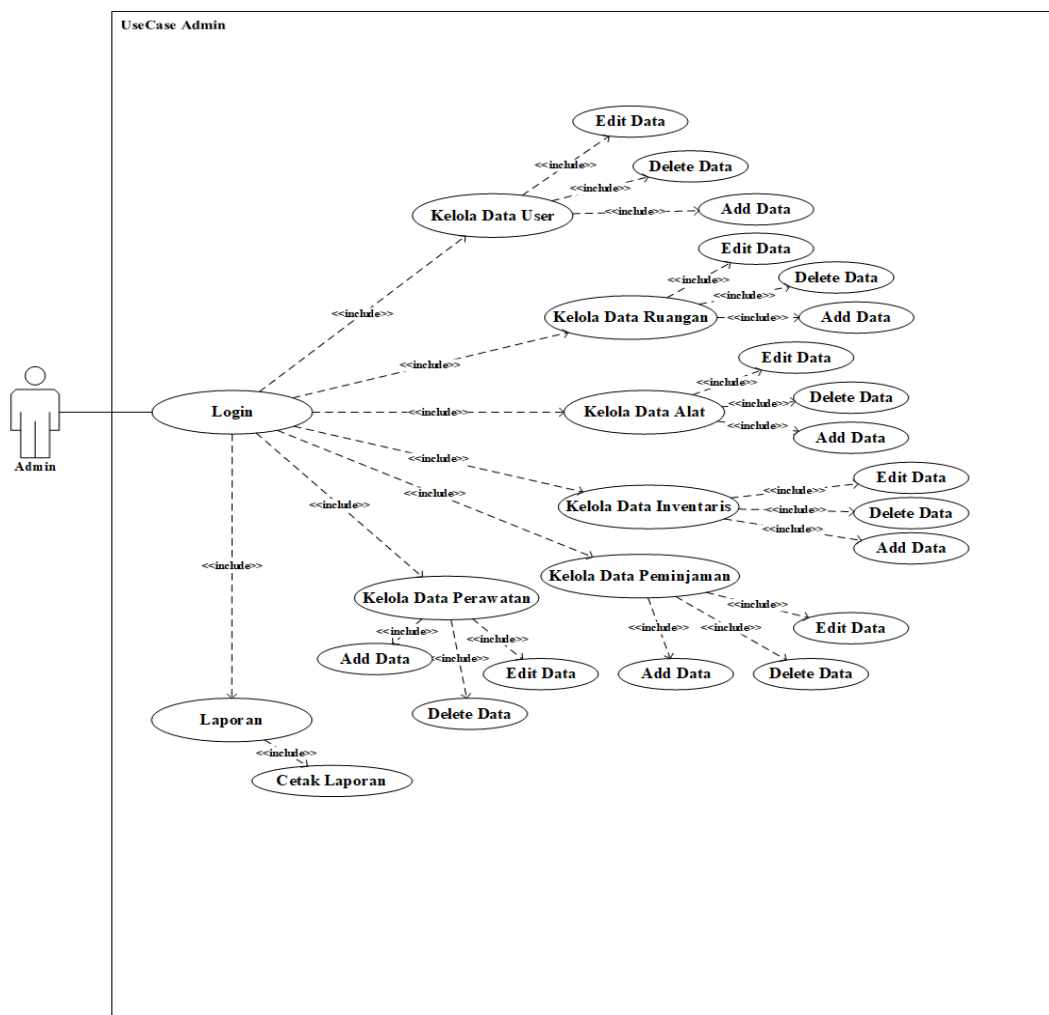 UseCase Admin
Edit Data
<<include>>
Delete Data
<<include>>
Kelola Data User
<<include>>
Add Data
Edit Data
<<include>>
Delete Data
<<include>>
Kelola Data Ruangan
<<include>>
Add Data
<<include>>
Edit Data
<<include>>
<<include>>
Delete Data
<<include>>
Login
<<include>>
Kelola Data Alat
<<include>>
Add Data
Admin
<<include>>
Edit Data
<<include>>
<<include>>
Kelola Data Inventaris
<<include>>
Delete Data
<<include>>
Add Data
<<include>>
<<include>>
Kelola Data Peminjaman
Kelola Data Perawatan
<<include>>
Edit Data
<<include>>
<<include>>
<<include>>
<<include>>
Add Data
<<include>>
Edit Data
Add Data
Delete Data
Delete Data
Laporan
<<include>>
Cetak Laporan